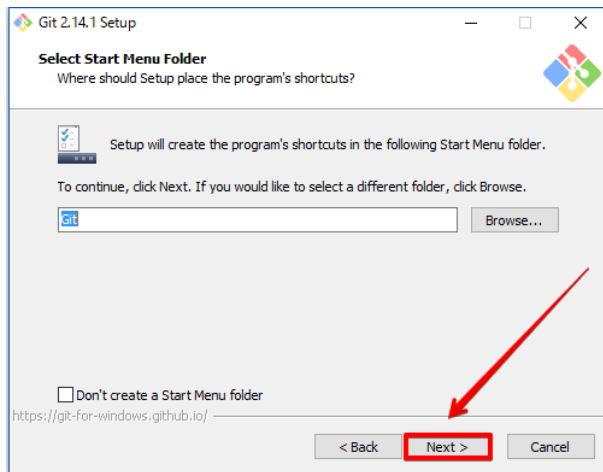 Git 2.14.1 Setup
Select Start Menu Folder
Where should Setup place the program's shortcuts?
Setup will create the program's shortcuts in the following Start Menu folder.
To continue, click Next. If you would like to select a different folder, click Browse.
Git
Browse...
Don't create a Start Menu folder
https://git-for-windows.github.io/
< Back
Next >
Cancel